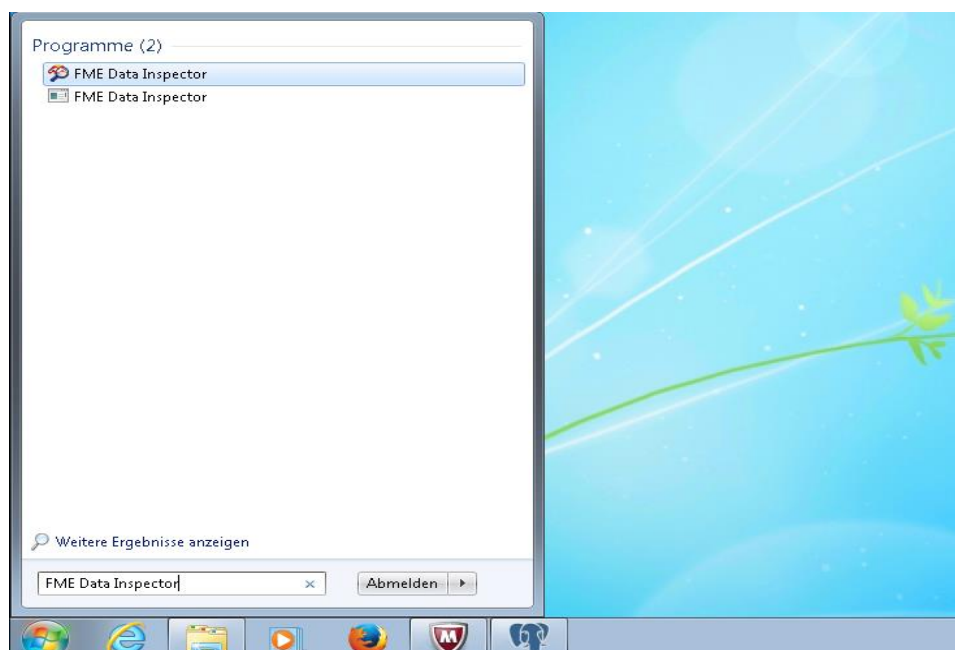 Programme (2)
FME Data Inspector
FME Data Inspector
Weitere Ergebnisse anzeigen
FME Data Inspector
Abmelden